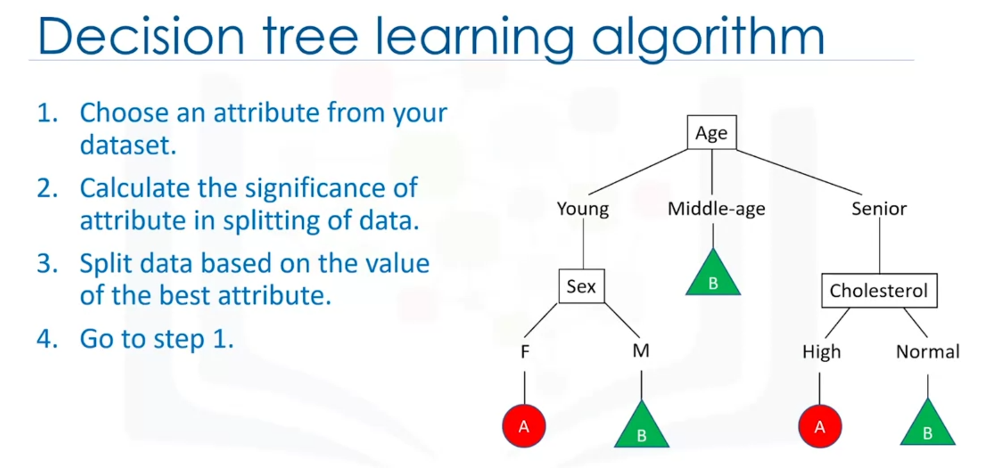 Decision tree learning algorithm
1. Choose an attribute from your
dataset.
2. Calculate the significance of
attribute in splitting of data.
3. Split data based on the value
of the best attribute.
4. Go to step 1.
Age
Young Middle-age Senior
B
Sex Cholesterol
F M High Normal
A B A B